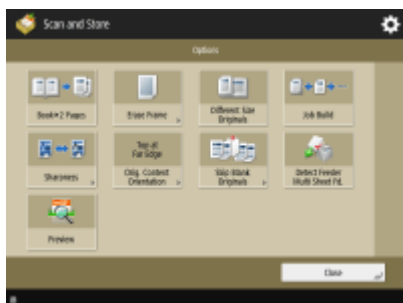 Scan and Store
Options
Book▸2 Pages
Erase Frame
Different Size
Originals
Job Build
Sharpness
Top at
Far Edge
Orig. Content
Orientation
Skip Blank
Originals
Detect Feeder
Multi Sheet Fd.
Preview
Close